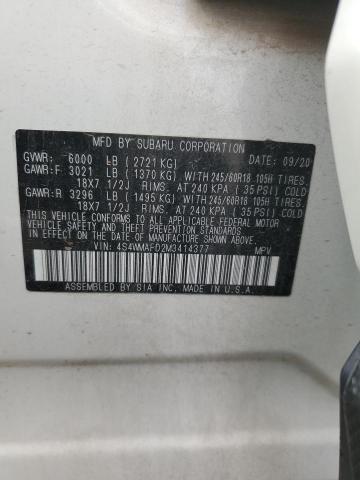 MFD BY SUBARU CORPORATION
GVWR: 6000 LB (2721 KG) DATE: 09/20
GAWR:F 3021 LB (1370 KG) WITH 245/60R18 105H TIRES,
18X7 1/2J RIMS, AT 240 KPA (35 PSI) COLD
GAWR:R 3296 LB (1495 KG) WITH 245/60R18 105H TIRES,
18X7 1/2J RIMS, AT 240 KPA (35 PSI) COLD
THIS VEHICLE CONFORMS TO ALL APPLICABLE FEDERAL MOTOR
VEHICLE SAFETY AND THEFT PREVENTION STANDARDS IN
EFFECT ON THE DATE OF MANUFACTURE SHOWN ABOVE.
VIN: 4S4WMAFD2M3414377 MPV
ASSEMBLED BY SIA INC. MADE IN U.S.A.